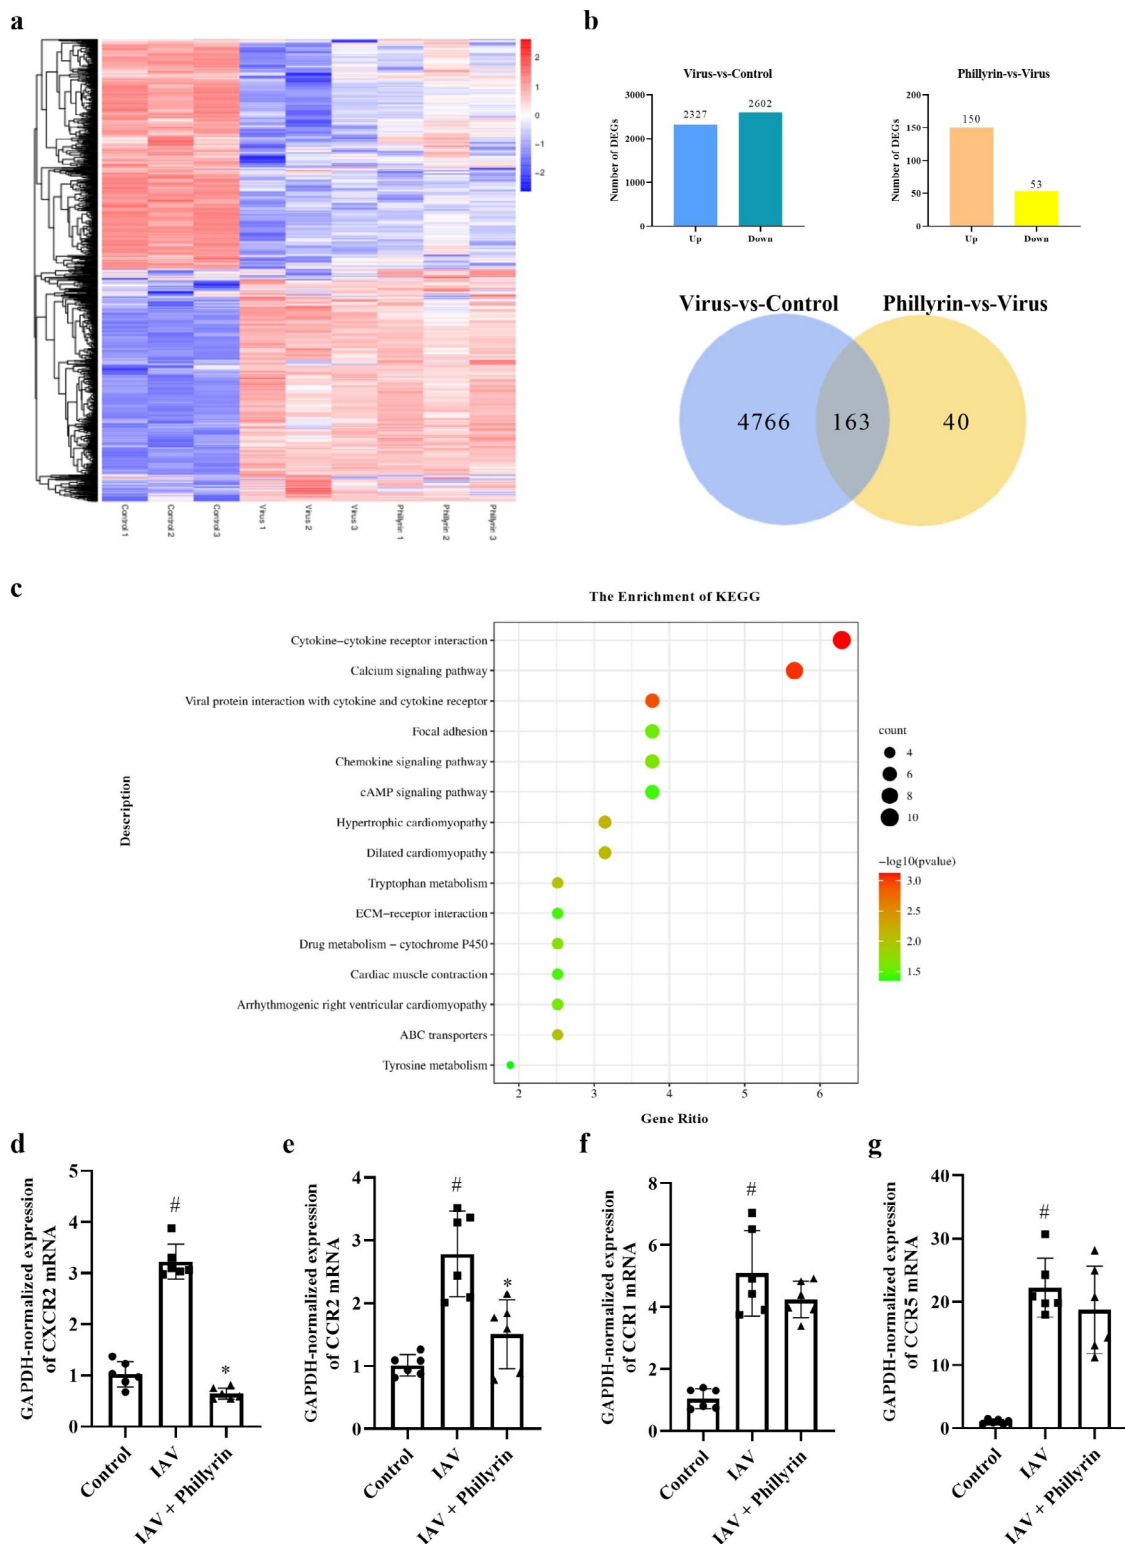 a
2
1
0
−1
−2
Control 1
Control 2
Control 3
Virus 1
Virus 2
Virus 3
Phillyrin 1
Phillyrin 2
Phillyrin 3
b
Virus-vs-Control
Number of DEGs
3000
2000
1000
0
2327
2602
Up
Down
Phillyrin-vs-Virus
Number of DEGs
200
150
100
50
0
150
53
Up
Down
Virus-vs-Control
Phillyrin-vs-Virus
4766
163
40
c
The Enrichment of KEGG
Description
Cytokine−cytokine receptor interaction
Calcium signaling pathway
Viral protein interaction with cytokine and cytokine receptor
Focal adhesion
Chemokine signaling pathway
cAMP signaling pathway
Hypertrophic cardiomyopathy
Dilated cardiomyopathy
Tryptophan metabolism
ECM−receptor interaction
Drug metabolism − cytochrome P450
Cardiac muscle contraction
Arrhythmogenic right ventricular cardiomyopathy
ABC transporters
Tyrosine metabolism
2
3
4
5
6
Gene Ritio
count
4
6
8
10
−log10(pvalue)
3.0
2.5
2.0
1.5
d
GAPDH-normalized expression
of CXCR2 mRNA
5
4
3
2
1
0
#
*
Control
IAV
IAV + Phillyrin
e
GAPDH-normalized expression
of CCR2 mRNA
4
3
2
1
0
#
*
Control
IAV
IAV + Phillyrin
f
GAPDH-normalized expression
of CCR1 mRNA
8
6
4
2
0
#
Control
IAV
IAV + Phillyrin
g
GAPDH-normalized expression
of CCR5 mRNA
40
30
20
10
0
#
Control
IAV
IAV + Phillyrin